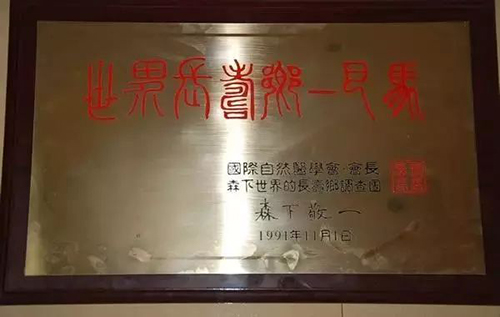 世界長壽鄉一巴馬
國際自然醫學會·會長
森下世界的長壽鄉調查團
森下敬一
1991年11月1日